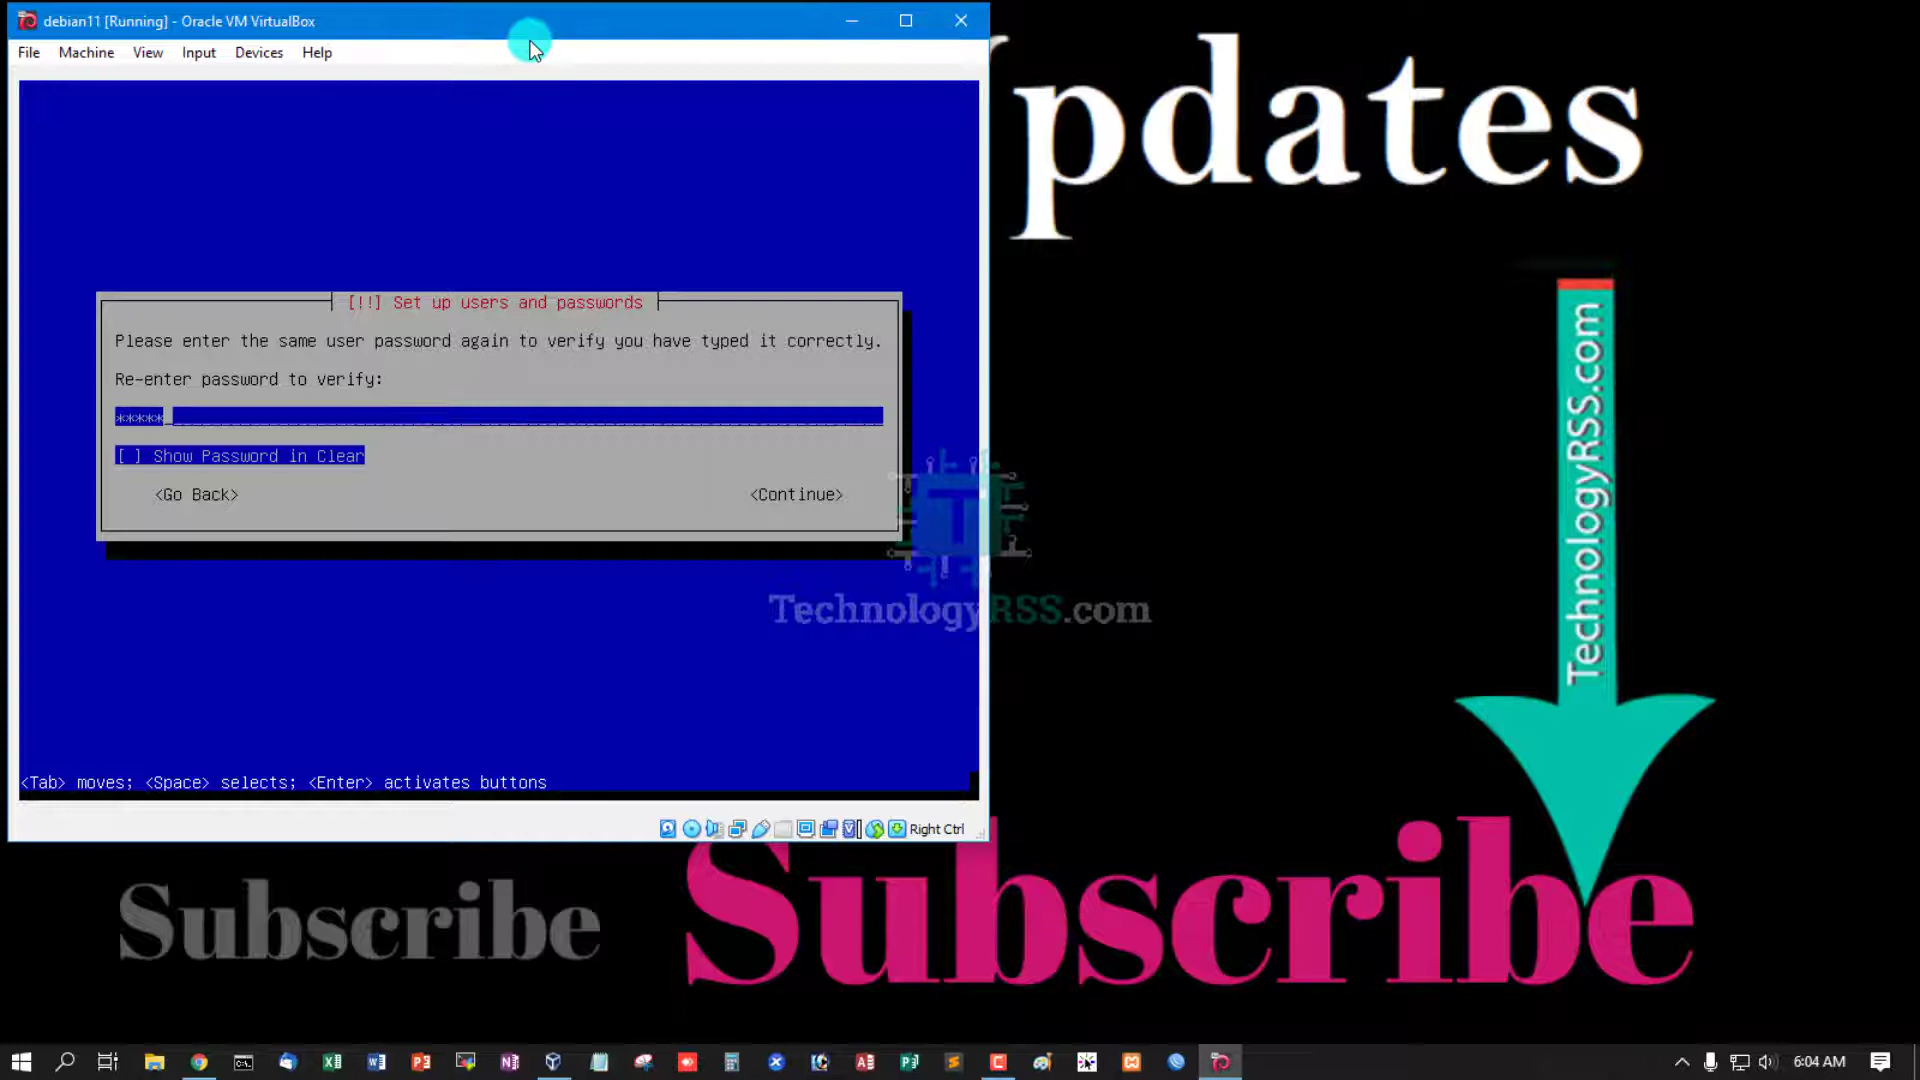 debian11 [Running] - Oracle VM VirtualBox
File Machine View Input Devices Help
pdates
[!!] Set up users and passwords
Please enter the same user password again to verify you have typed it correctly.
Re-enter password to verify:
*****
[ ] Show Password in Clear
<Go Back> <Continue>
TechnologyRSS.com
TechnologyRSS.com
<Tab> moves; <Space> selects; <Enter> activates buttons
Right Ctrl
Subscribe
Subscribe
6:04 AM